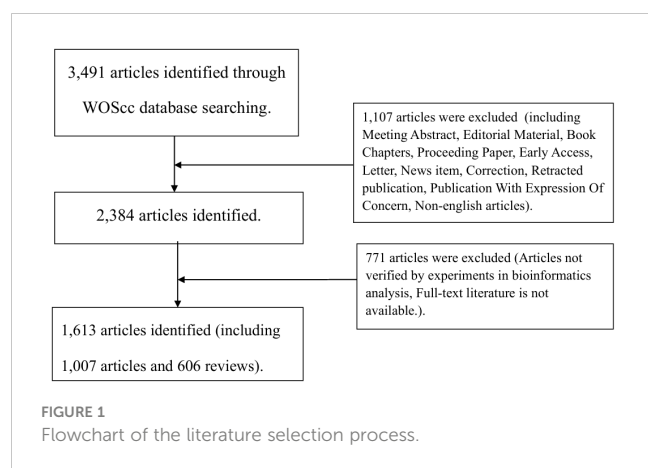 3,491 articles identified through
WOScc database searching.
1,107 articles were excluded (including
Meeting Abstract, Editorial Material, Book
Chapters, Proceeding Paper, Early Access,
Letter, News item, Correction, Retracted
publication, Publication With Expression Of
Concern, Non-english articles).
2,384 articles identified.
771 articles were excluded (Articles not
verified by experiments in bioinformatics
analysis, Full-text literature is not
available.).
1,613 articles identified (including
1,007 articles and 606 reviews).
FIGURE 1
Flowchart of the literature selection process.